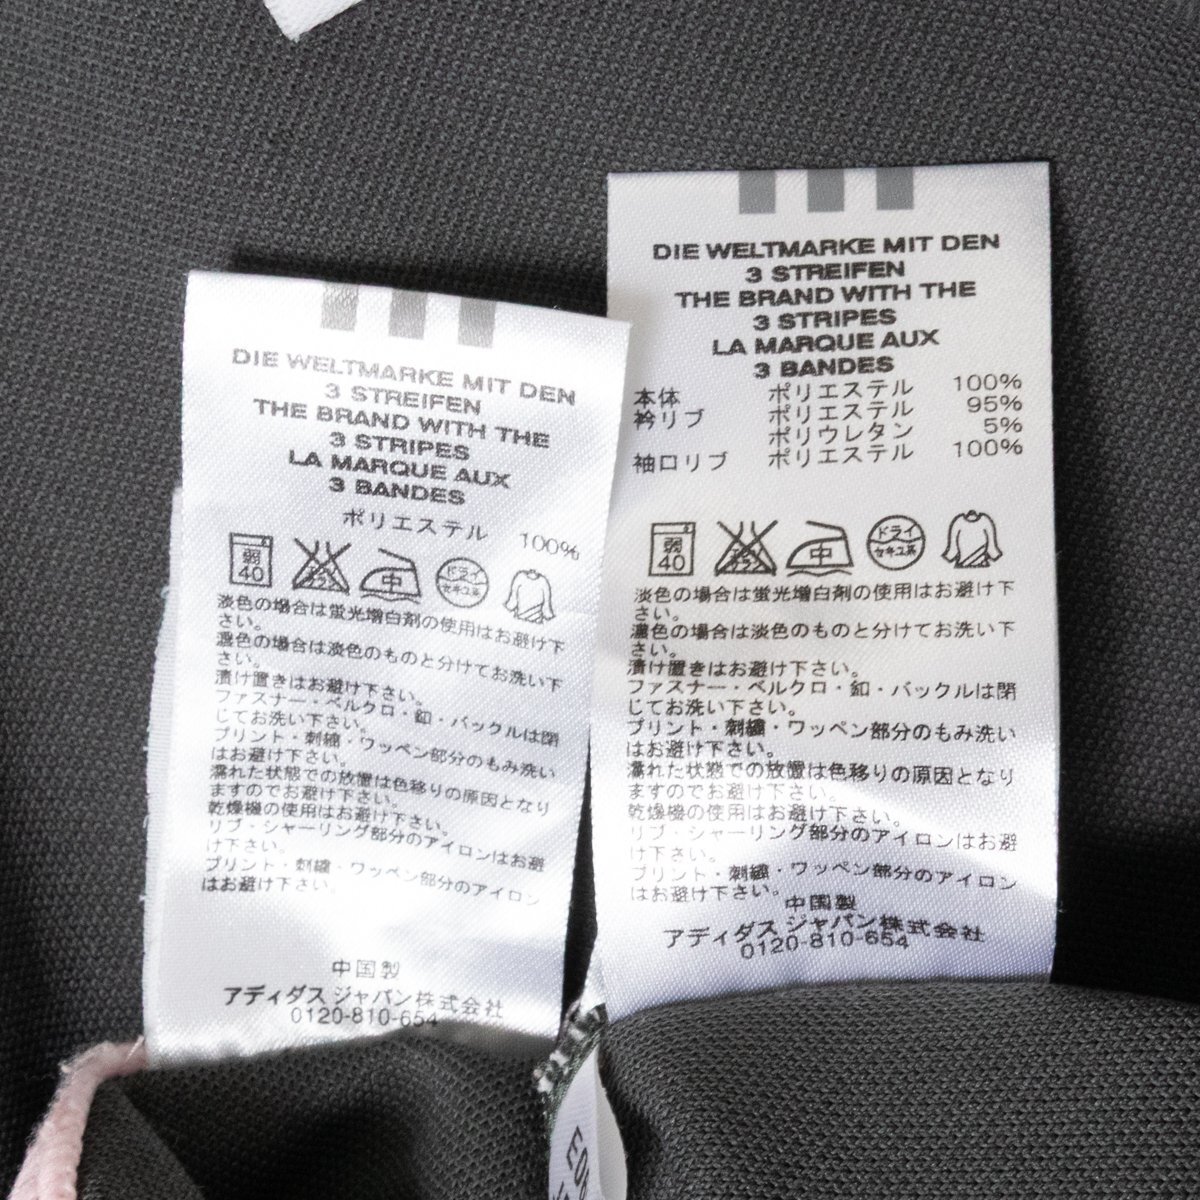 DIE WELTMARKE MIT DEN
3 STREIFEN
THE BRAND WITH THE
3 STRIPES
LA MARQUE AUX
3 BANDES
ポリエステル 100%
弱
40
エンソ
サラシ
中
ドライ
セキユ系
淡色の場合は蛍光増白剤の使用はお避け下
さい。
濃色の場合は淡色のものと分けてお洗い下
さい。
漬け置きはお避け下さい。
ファスナー・ベルクロ・釦・バックルは閉
じてお洗い下さい。
プリント・刺繍・ワッペン部分のもみ洗い
はお避け下さい。
濡れた状態での放置は色移りの原因となり
ますのでお避け下さい。
乾燥機の使用はお避け下さい。
リブ・シャーリング部分のアイロンはお避
け下さい。
プリント・刺繍・ワッペン部分のアイロン
はお避け下さい。
中国製
アディダス ジャパン株式会社
0120-810-654
DIE WELTMARKE MIT DEN
3 STREIFEN
THE BRAND WITH THE
3 STRIPES
LA MARQUE AUX
3 BANDES
本体 ポリエステル 100%
衿リブ ポリエステル 95%
ポリウレタン 5%
袖口リブ ポリエステル 100%
弱
40
エンソ
サラシ
中
ドライ
セキユ系
淡色の場合は蛍光増白剤の使用はお避け下
さい。
濃色の場合は淡色のものと分けてお洗い下
さい。
漬け置きはお避け下さい。
ファスナー・ベルクロ・釦・バックルは閉
じてお洗い下さい。
プリント・刺繍・ワッペン部分のもみ洗い
はお避け下さい。
濡れた状態での放置は色移りの原因となり
ますのでお避け下さい。
乾燥機の使用はお避け下さい。
リブ・シャーリング部分のアイロンはお避
け下さい。
プリント・刺繍・ワッペン部分のアイロン
はお避け下さい。
中国製
アディダス ジャパン株式会社
0120-810-654